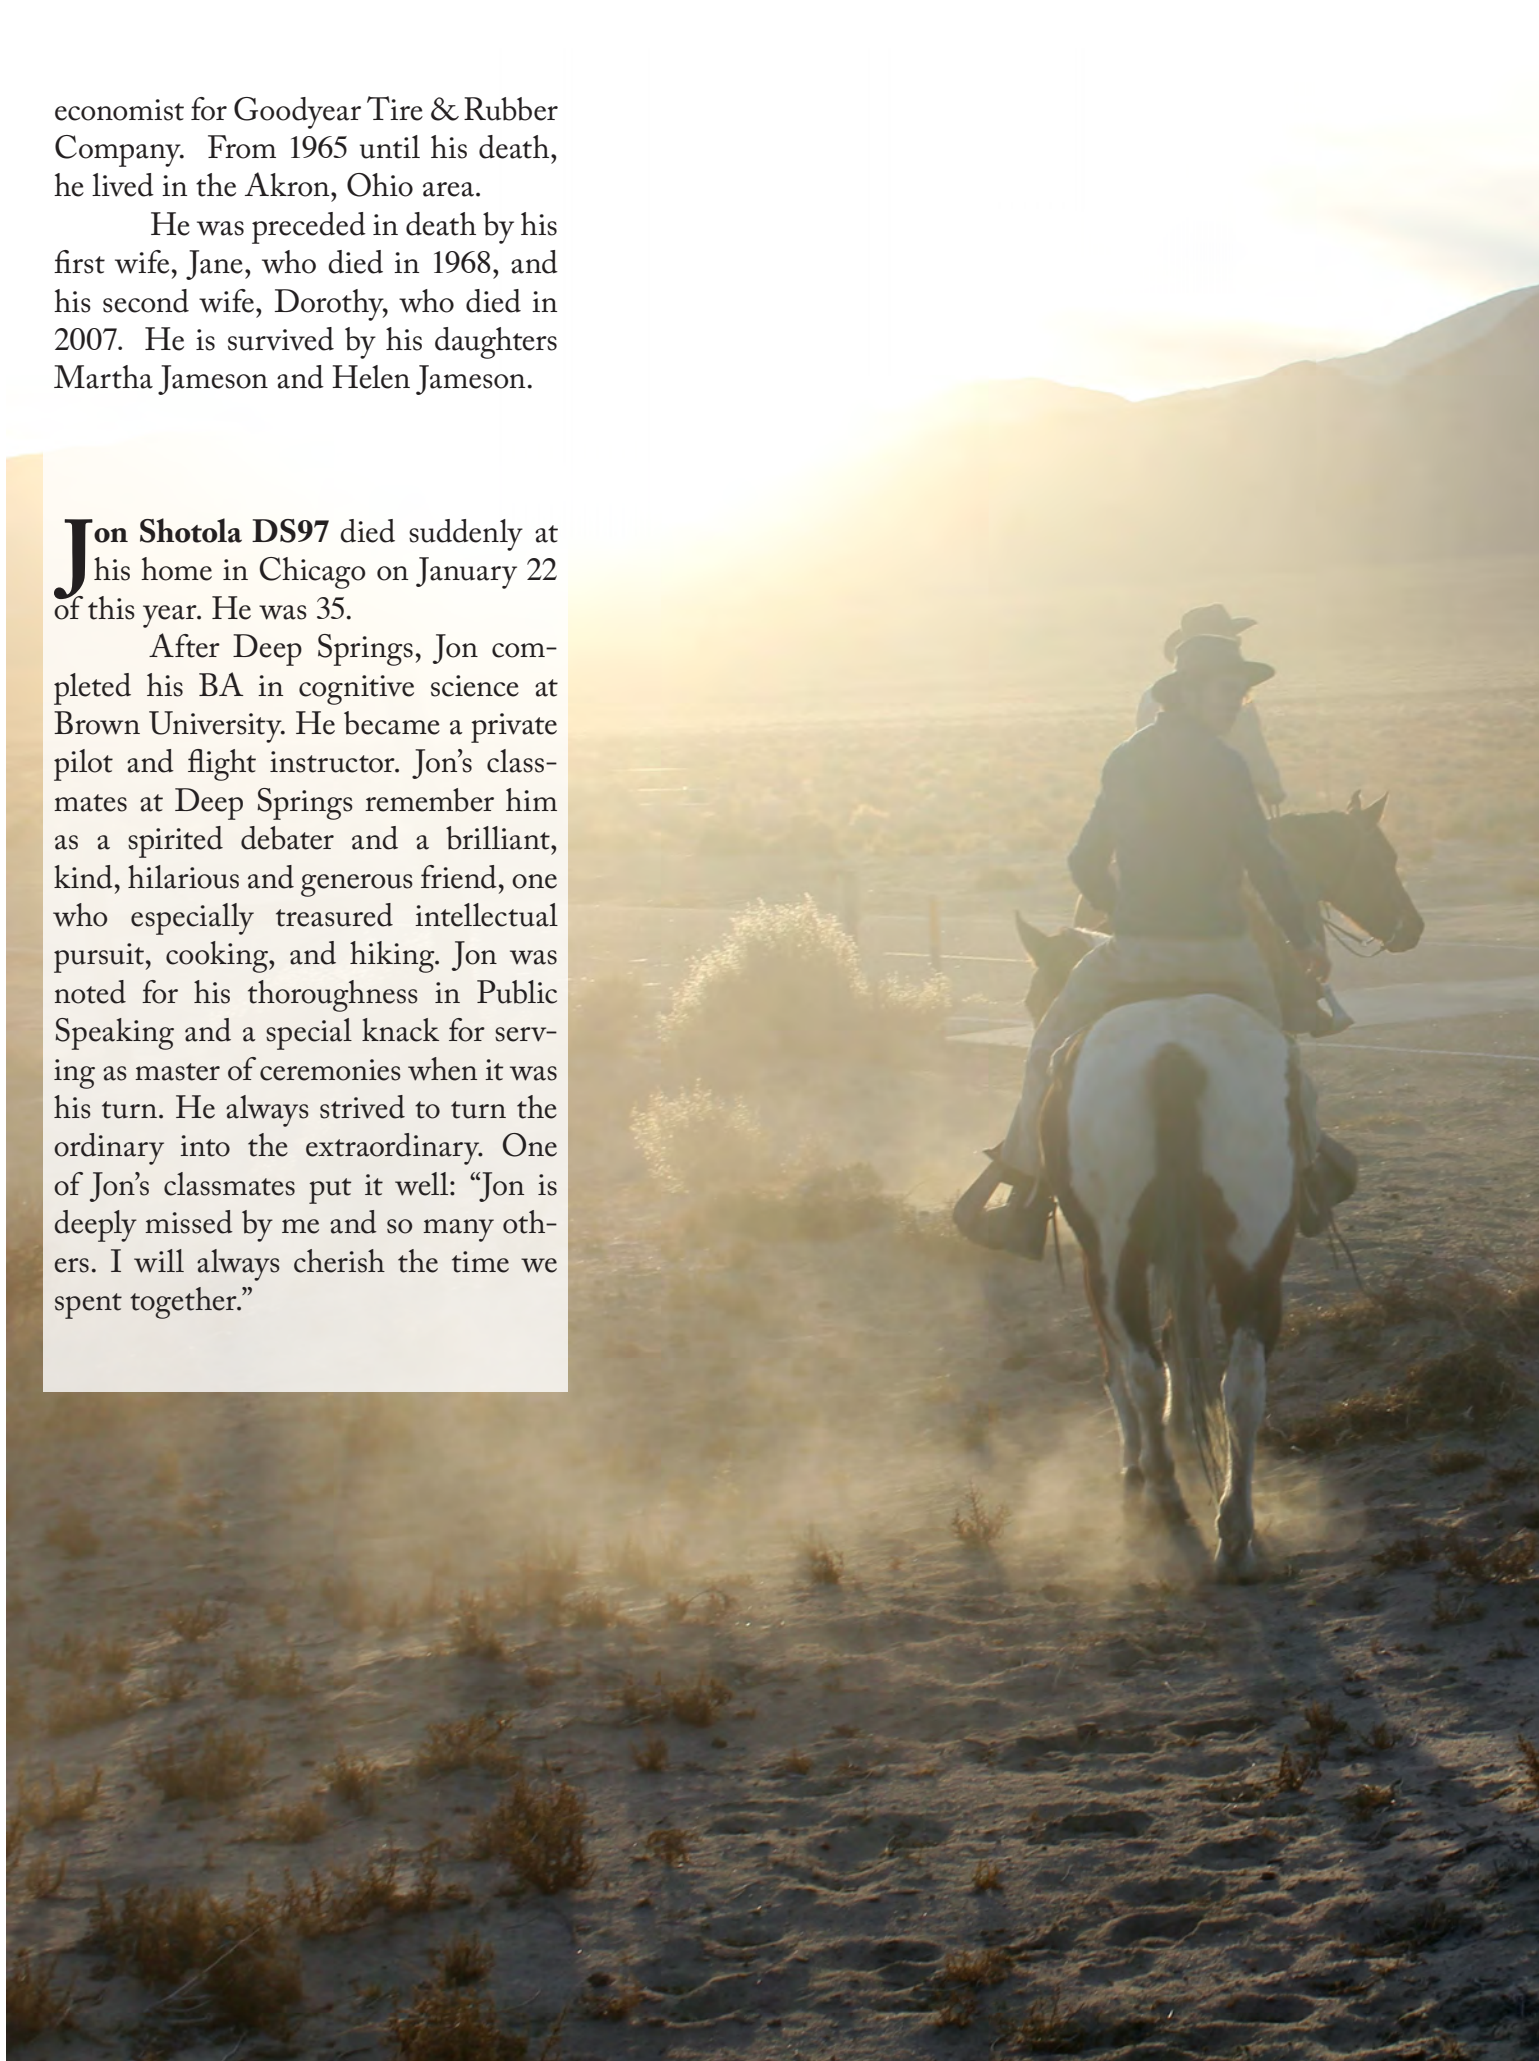 economist for Goodyear Tire & Rubber
Company. From 1965 until his death,
he lived in the Akron, Ohio area.
He was preceded in death by his
first wife, Jane, who died in 1968, and
his second wife, Dorothy, who died in
2007. He is survived by his daughters
Martha Jameson and Helen Jameson.
Jon Shotola DS97 died suddenly at
his home in Chicago on January 22
of this year. He was 35.
After Deep Springs, Jon com-
pleted his BA in cognitive science at
Brown University. He became a private
pilot and flight instructor. Jon’s class-
mates at Deep Springs remember him
as a spirited debater and a brilliant,
kind, hilarious and generous friend, one
who especially treasured intellectual
pursuit, cooking, and hiking. Jon was
noted for his thoroughness in Public
Speaking and a special knack for serv-
ing as master of ceremonies when it was
his turn. He always strived to turn the
ordinary into the extraordinary. One
of Jon’s classmates put it well: “Jon is
deeply missed by me and so many oth-
ers. I will always cherish the time we
spent together.”